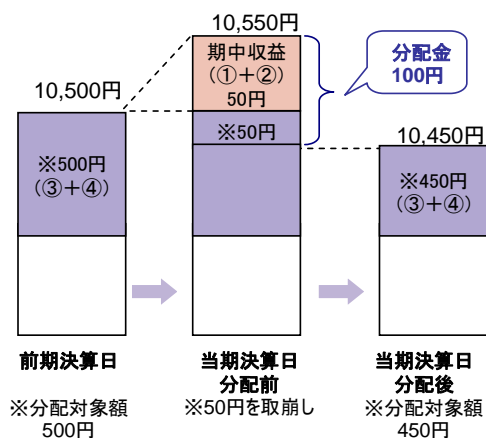 10,550円
期中収益
(①+②)
50円
分配金
100円
10,500円
※50円
10,450円
※500円
(③+④)
※450円
(③+④)
前期決算日
当期決算日
分配前
当期決算日
分配後
※分配対象額
500円
※50円を取崩し
※分配対象額
450円